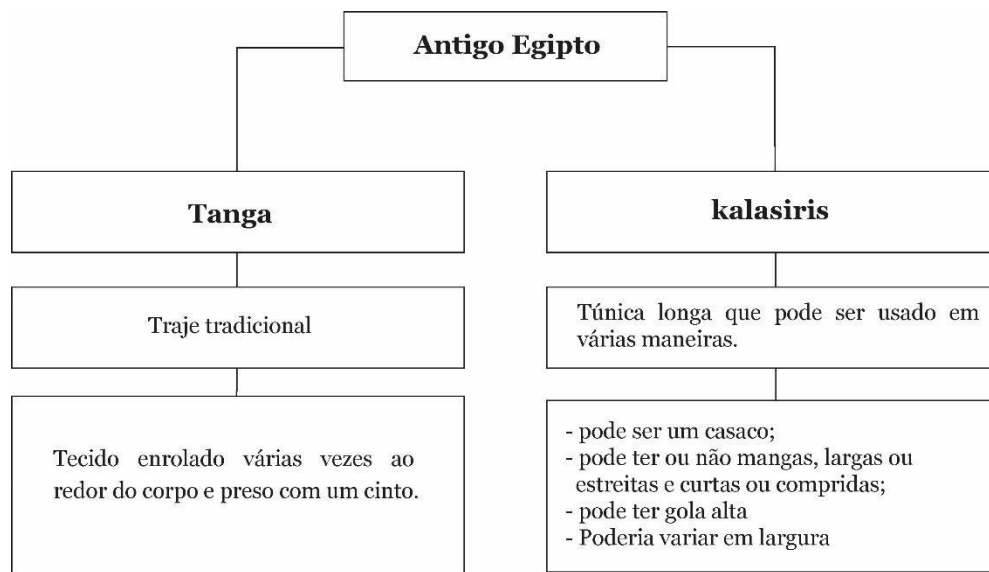 Antigo Egipto
Tanga
Traje tradicional
Tecido enrolado várias vezes ao
redor do corpo e preso com um cinto.
kalasiris
Túnica longa que pode ser usado em
várias maneiras.
- pode ser um casaco;
- pode ter ou não mangas, largas ou
estreitas e curtas ou compridas;
- pode ter gola alta
- Poderia variar em largura